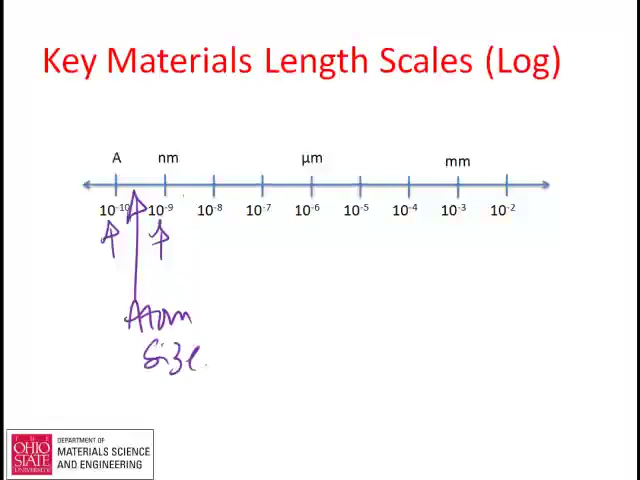 Key Materials Length Scales (Log)
A nm μm mm
10-10 10-9 10-8 10-7 10-6 10-5 10-4 10-3 10-2
Atom
Size.
THE
OHIO
STATE
UNIVERSITY
DEPARTMENT OF
MATERIALS SCIENCE
AND ENGINEERING